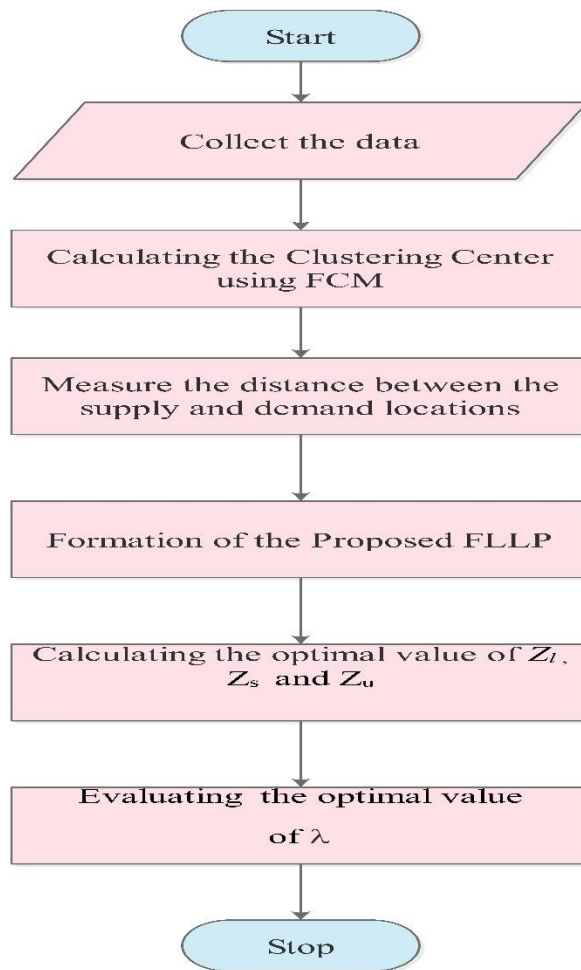 Start
Collect the data
Calculating the Clustering Center
using FCM
Measure the distance between the
supply and demand locations
Formation of the Proposed FLLP
Calculating the optimal value of Zl,
Zs and Zu
Evaluating the optimal value
of λ
Stop